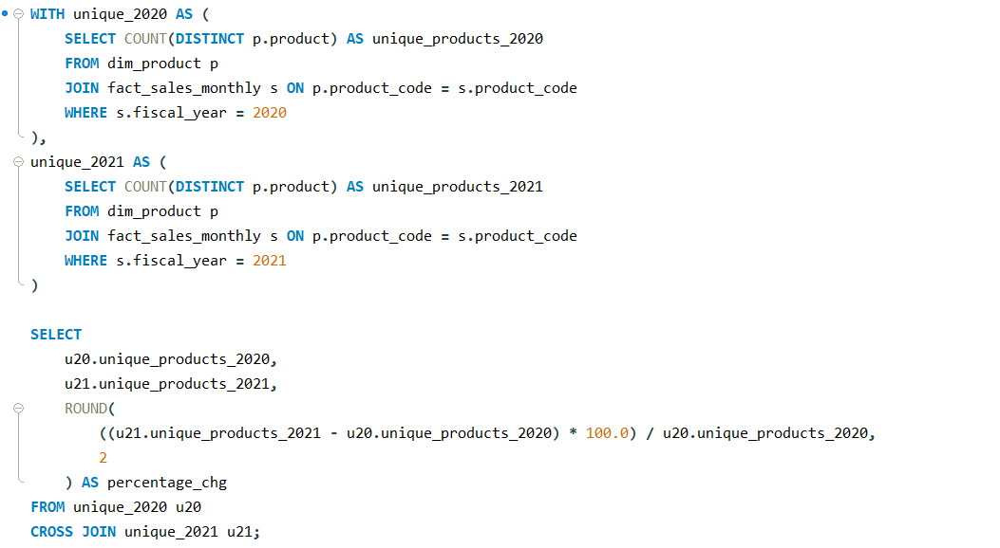 WITH unique_2020 AS (
    SELECT COUNT(DISTINCT p.product) AS unique_products_2020
    FROM dim_product p
    JOIN fact_sales_monthly s ON p.product_code = s.product_code
    WHERE s.fiscal_year = 2020
),
unique_2021 AS (
    SELECT COUNT(DISTINCT p.product) AS unique_products_2021
    FROM dim_product p
    JOIN fact_sales_monthly s ON p.product_code = s.product_code
    WHERE s.fiscal_year = 2021
)
SELECT
    u20.unique_products_2020,
    u21.unique_products_2021,
    ROUND(
        ((u21.unique_products_2021 - u20.unique_products_2020) * 100.0) / u20.unique_products_2020,
        2
    ) AS percentage_chg
FROM unique_2020 u20
CROSS JOIN unique_2021 u21;